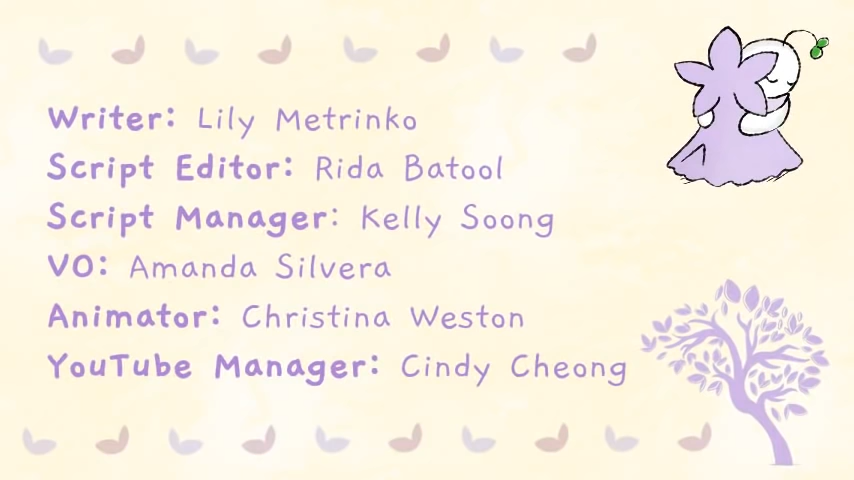 Writer: Lily Metrinko
Script Editor: Rida Batool
Script Manager: Kelly Soong
VO: Amanda Silvera
Animator: Christina Weston
YouTube Manager: Cindy Cheong